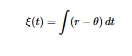 ξ(t) = ∫(r − θ) dt